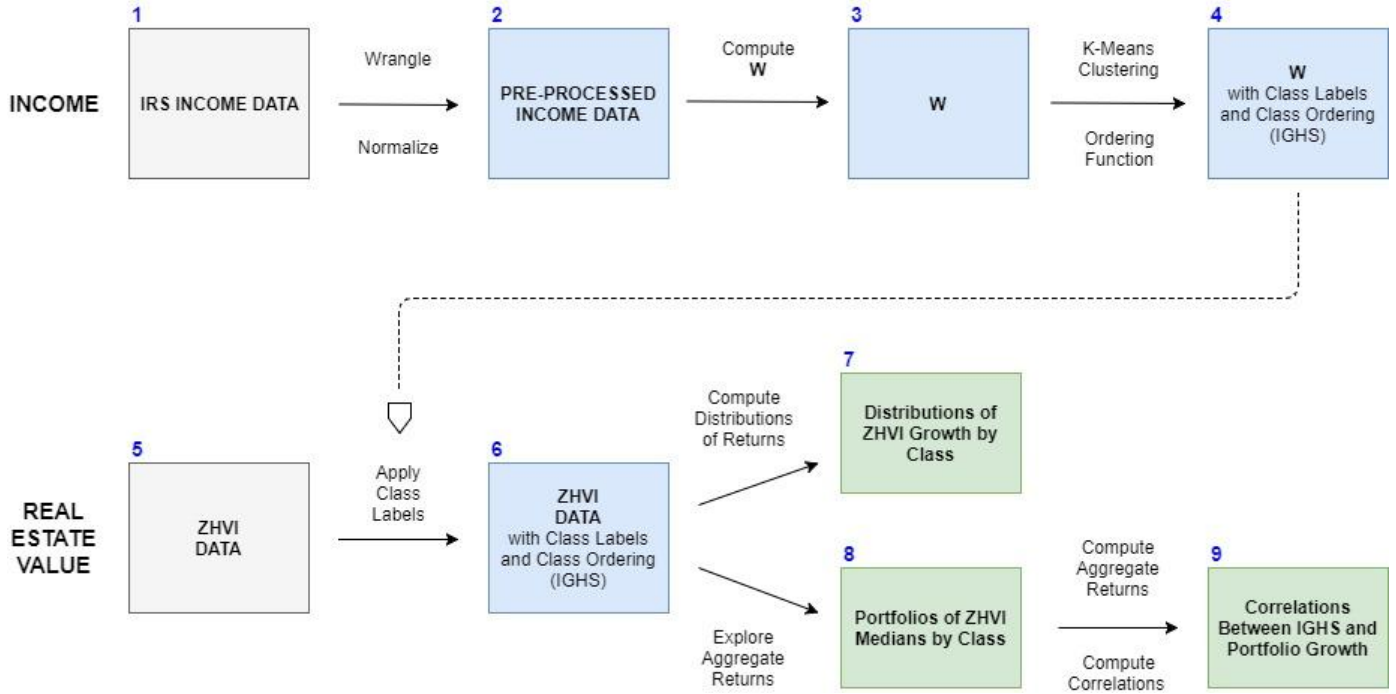 1
2
3
4
INCOME
IRS INCOME DATA
Wrangle
Normalize
PRE-PROCESSED
INCOME DATA
Compute
W
W
K-Means
Clustering
Ordering
Function
W
with Class Labels
and Class Ordering
(IGHS)
5
6
7
8
9
REAL
ESTATE
VALUE
ZHVI
DATA
Apply
Class
Labels
ZHVI
DATA
with Class Labels
and Class Ordering
(IGHS)
Compute
Distributions
of Returns
Distributions of
ZHVI Growth by
Class
Explore
Aggregate
Returns
Portfolios of ZHVI
Medians by Class
Compute
Aggregate
Returns
Compute
Correlations
Correlations
Between IGHS and
Portfolio Growth